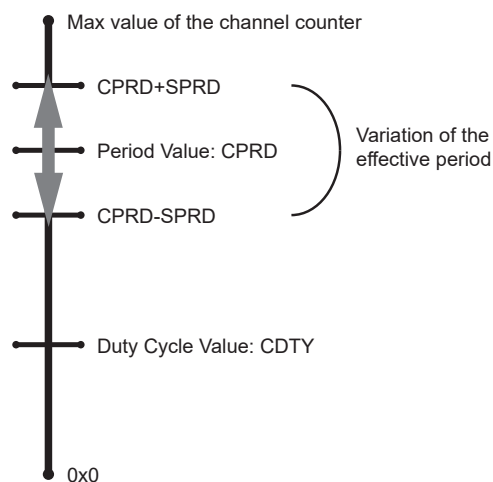 Max value of the channel counter
CPRD+SPRD
Period Value: CPRD
Variation of the
effective period
CPRD-SPRD
Duty Cycle Value: CDTY
0x0